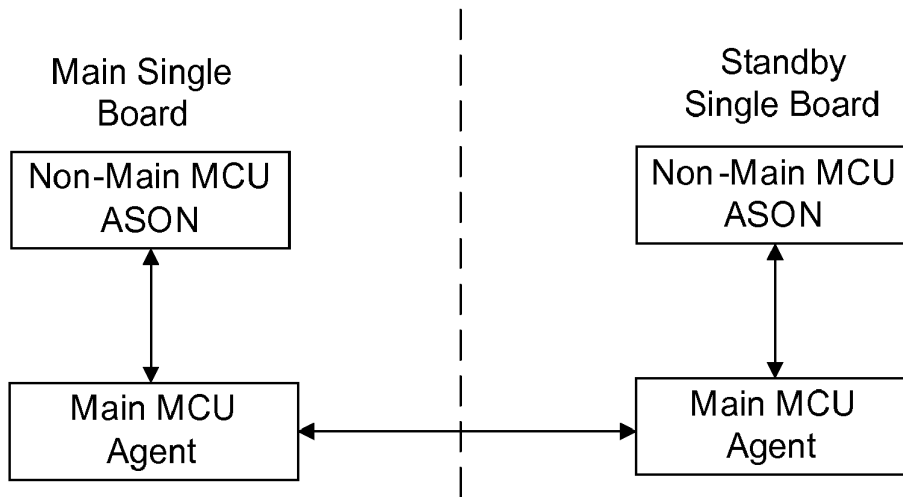 Main Single
Board
Standby
Single Board
Non-Main MCU
ASON
Non-Main MCU
ASON
Main MCU
Agent
Main MCU
Agent